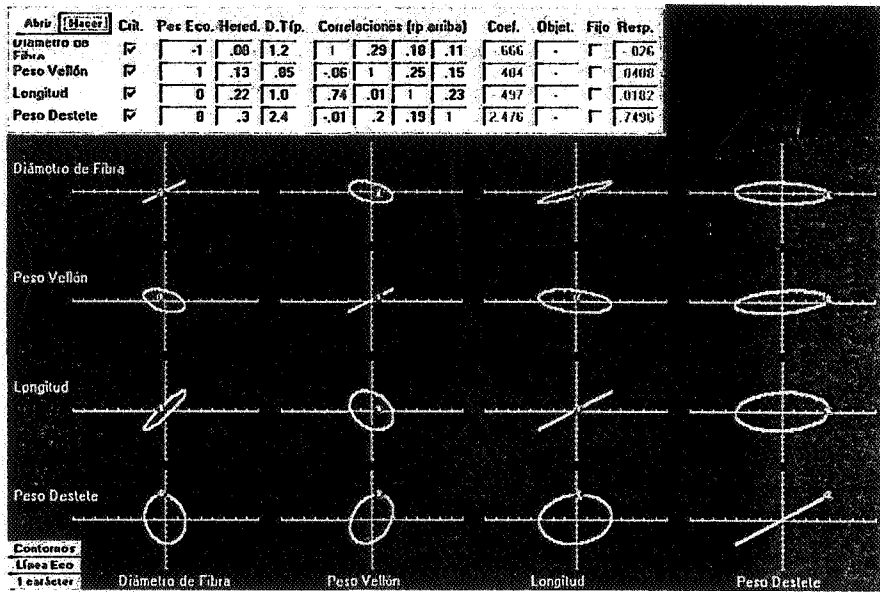 Abrir Hacer Crit. Pes Eco. Hered. D.Típ. Correlaciones (rp arriba) Coef. Objet. Fijo Resp.
Diámetro de Fibra -1 .08 1.2 1 .29 .18 .11 -.666 - -.026
Peso Vellón 1 .13 .05 -.06 1 .25 .15 - .0408
Longitud 0 .22 1.0 .74 .01 1 .23 -.497 - .0182
Peso Destete 8 .3 2.4 -.01 .2 .19 1 2.476 - .7496
Diámetro de Fibra
Peso Vellón
Longitud
Peso Destete
Contornos
Línea Eco
1 carácter
Diámetro de Fibra Peso Vellón Longitud Peso Destete